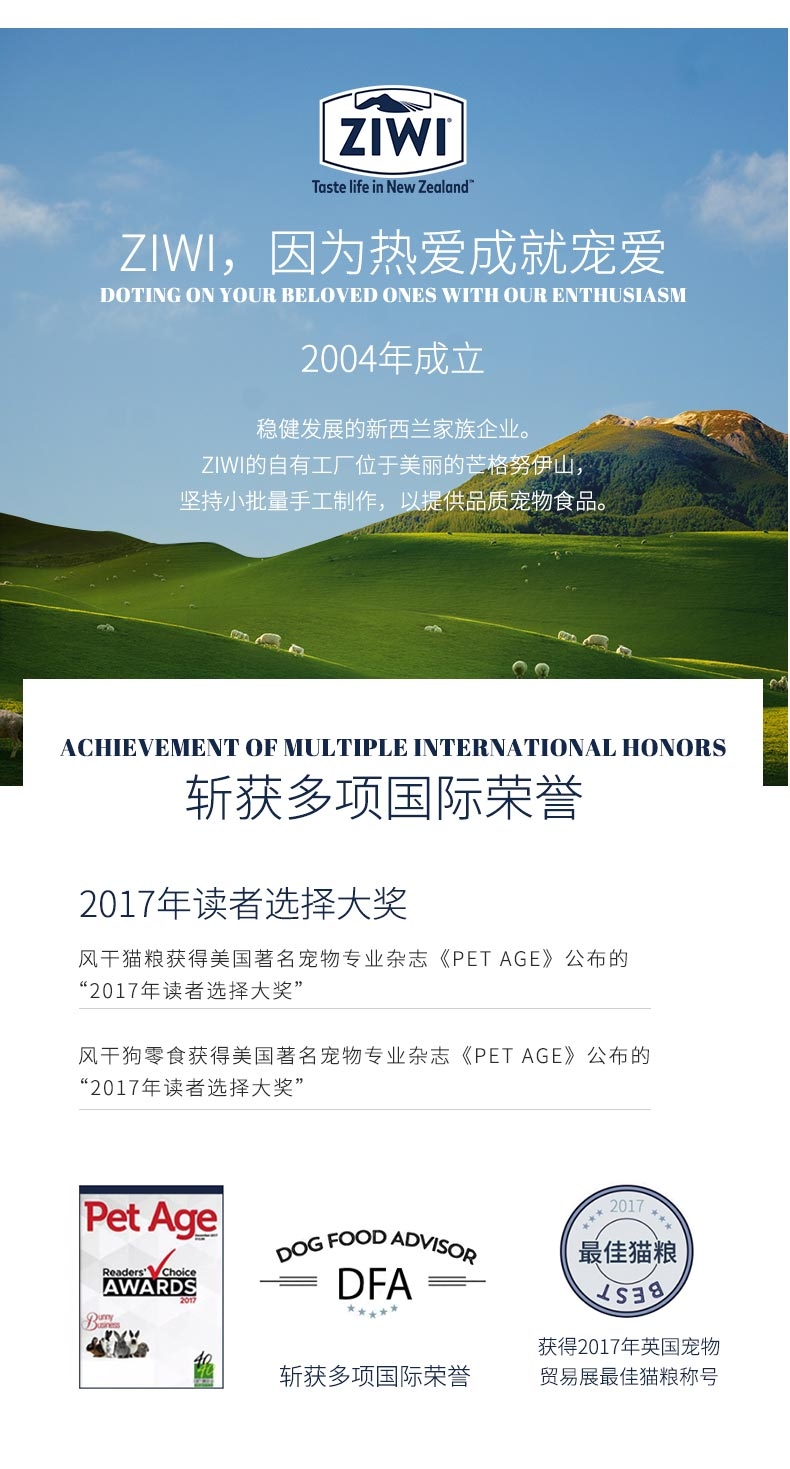 ZIWI®
Taste life in New Zealand™
ZIWI，因为热爱成就宠爱
DOTING ON YOUR BELOVED ONES WITH OUR ENTHUSIASM
2004年成立
稳健发展的新西兰家族企业。
ZIWI的自有工厂位于美丽的芒格努伊山，
坚持小批量手工制作，以提供品质宠物食品。
ACHIEVEMENT OF MULTIPLE INTERNATIONAL HONORS
斩获多项国际荣誉
2017年读者选择大奖
风干猫粮获得美国著名宠物专业杂志《PET AGE》公布的
“2017年读者选择大奖”
风干狗零食获得美国著名宠物专业杂志《PET AGE》公布的
“2017年读者选择大奖”
Pet Age
Readers' Choice
AWARDS
2017
Bunny
Business
DOG FOOD ADVISOR
DFA
斩获多项国际荣誉
2017
最佳猫粮
BEST
获得2017年英国宠物
贸易展最佳猫粮称号